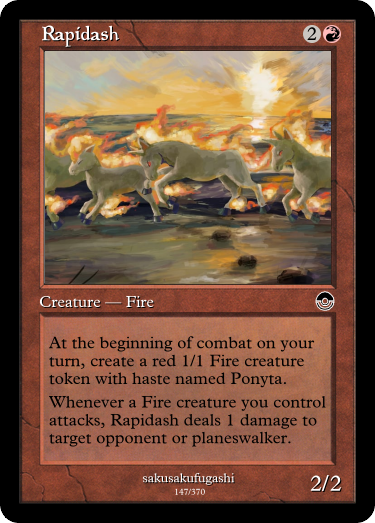 Rapidash 2
Creature — Fire
At the beginning of combat on your
turn, create a red 1/1 Fire creature
token with haste named Ponyta.
Whenever a Fire creature you control
attacks, Rapidash deals 1 damage to
target opponent or planeswalker.
sakusakufugashi
147/370
2/2